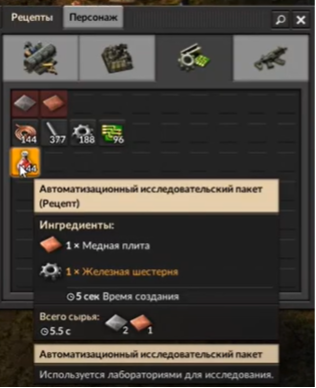 Рецепты Персонаж
144 377 188 96
44
Автоматизационный исследовательский пакет
(Рецепт)
Ингредиенты:
1 × Медная плита
1 × Железная шестерня
5 сек Время создания
Всего сырья:
5.5 с 2 1
Автоматизационный исследовательский пакет
Используется лабораториями для исследования.